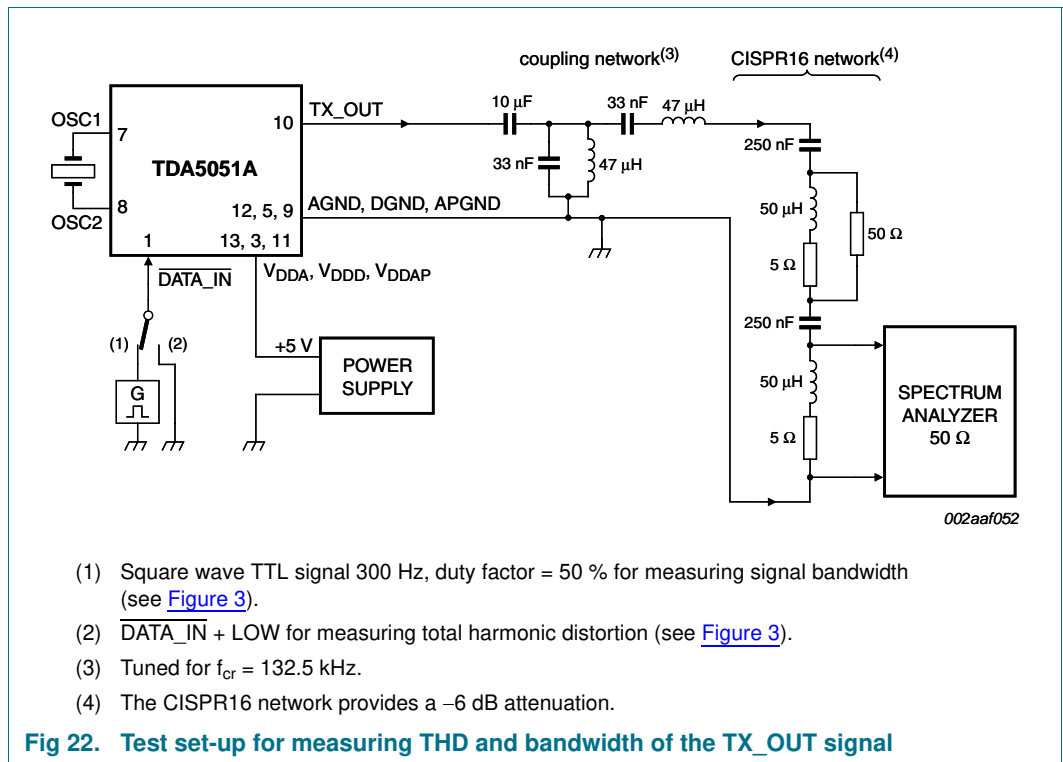 coupling network(3)
CISPR16 network(4)
OSC1
7
10
TX_OUT
10 µF
33 nF
47 µH
250 nF
TDA5051A
33 nF
47 µH
8
OSC2
12, 5, 9
AGND, DGND, APGND
50 µH
50 Ω
5 Ω
1
13, 3, 11
DATA_IN
VDDA, VDDD, VDDAP
250 nF
(1)
(2)
+5 V
POWER
SUPPLY
G
50 µH
5 Ω
SPECTRUM
ANALYZER
50 Ω
002aaf052
(1) Square wave TTL signal 300 Hz, duty factor = 50 % for measuring signal bandwidth
(see Figure 3).
(2) DATA_IN + LOW for measuring total harmonic distortion (see Figure 3).
(3) Tuned for fcr = 132.5 kHz.
(4) The CISPR16 network provides a −6 dB attenuation.
Fig 22. Test set-up for measuring THD and bandwidth of the TX_OUT signal